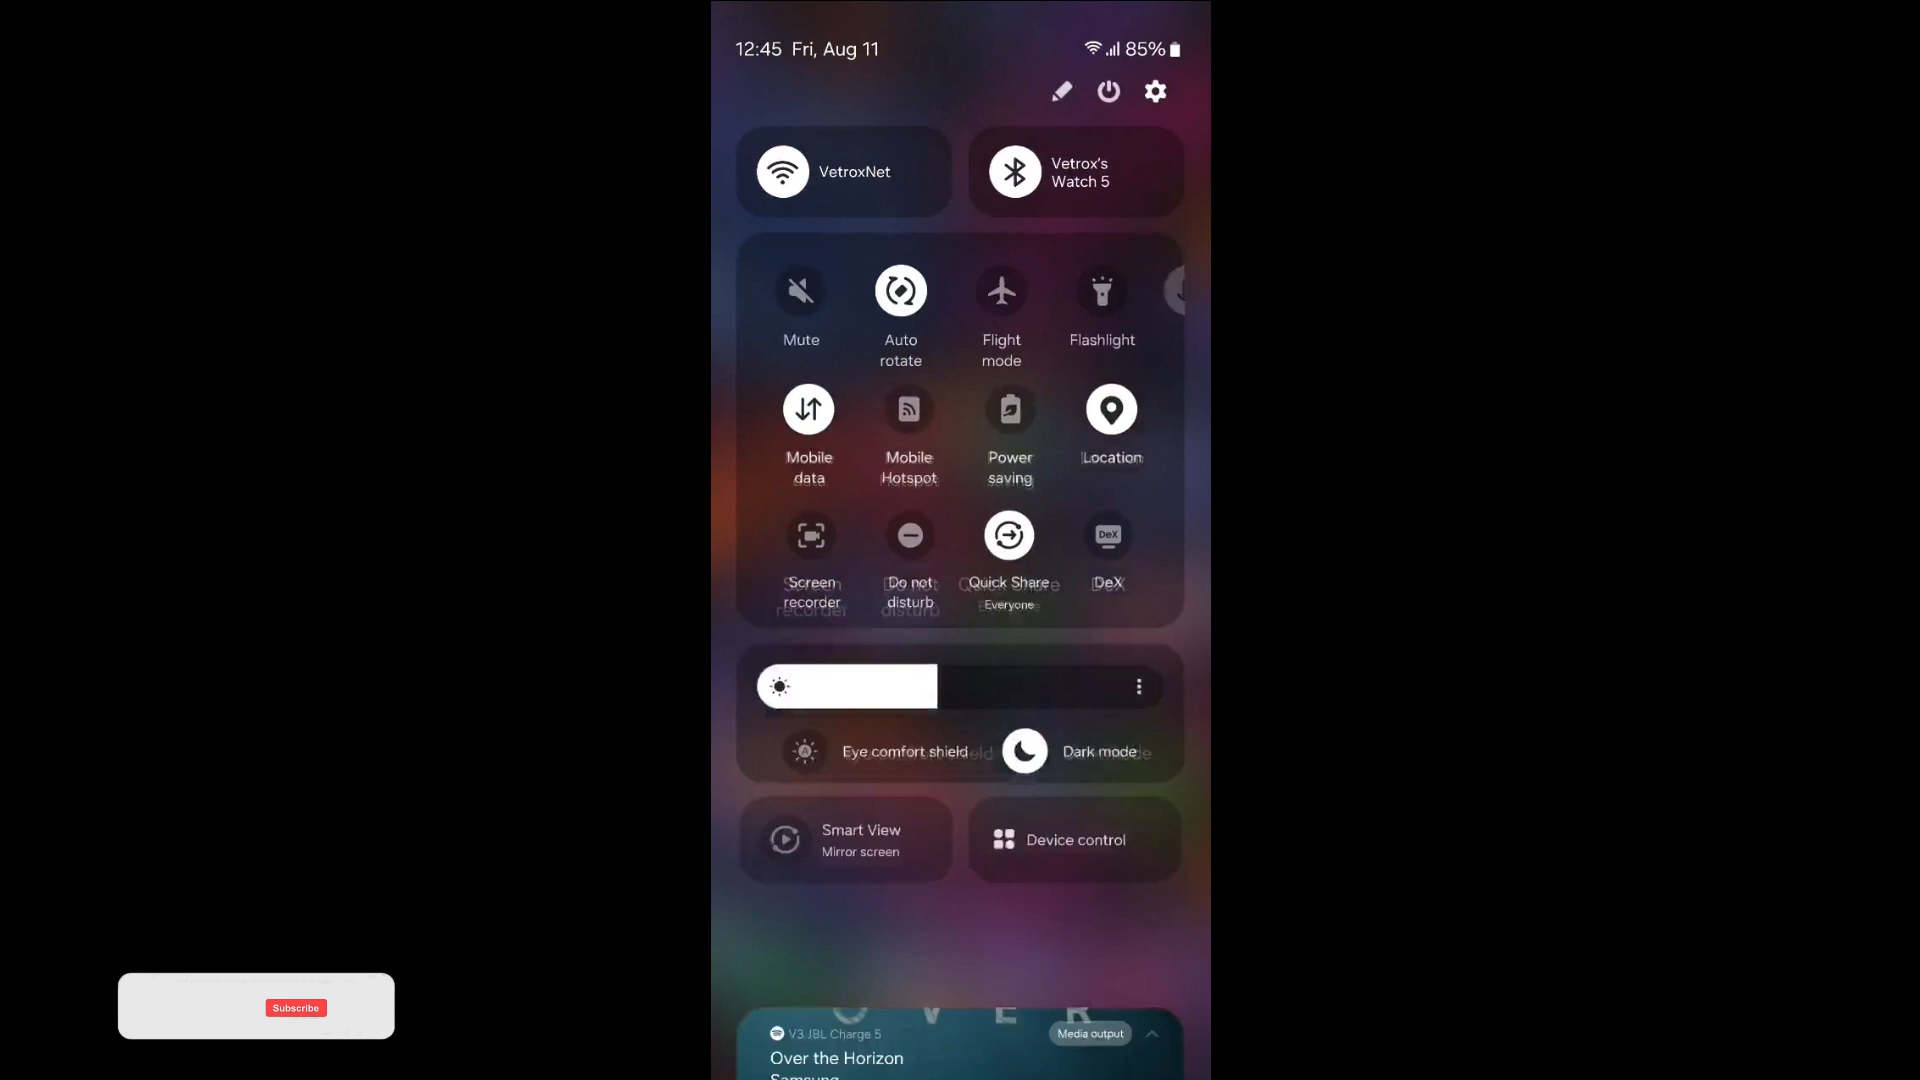 12:45 Fri, Aug 11
85%
VetroxNet
Vetrox's
Watch 5
Mute
Auto
rotate
Flight
mode
Flashlight
Mobile
data
Mobile
Hotspot
Power
saving
Location
DeX
Screen
recorder
Do not
disturb
Quick Share
Everyone
DeX
Eye comfort shield
Dark mode
Smart View
Mirror screen
Device control
Subscribe
O V E R
V3 JBL Charge 5
Media output
Over the Horizon
Samsung